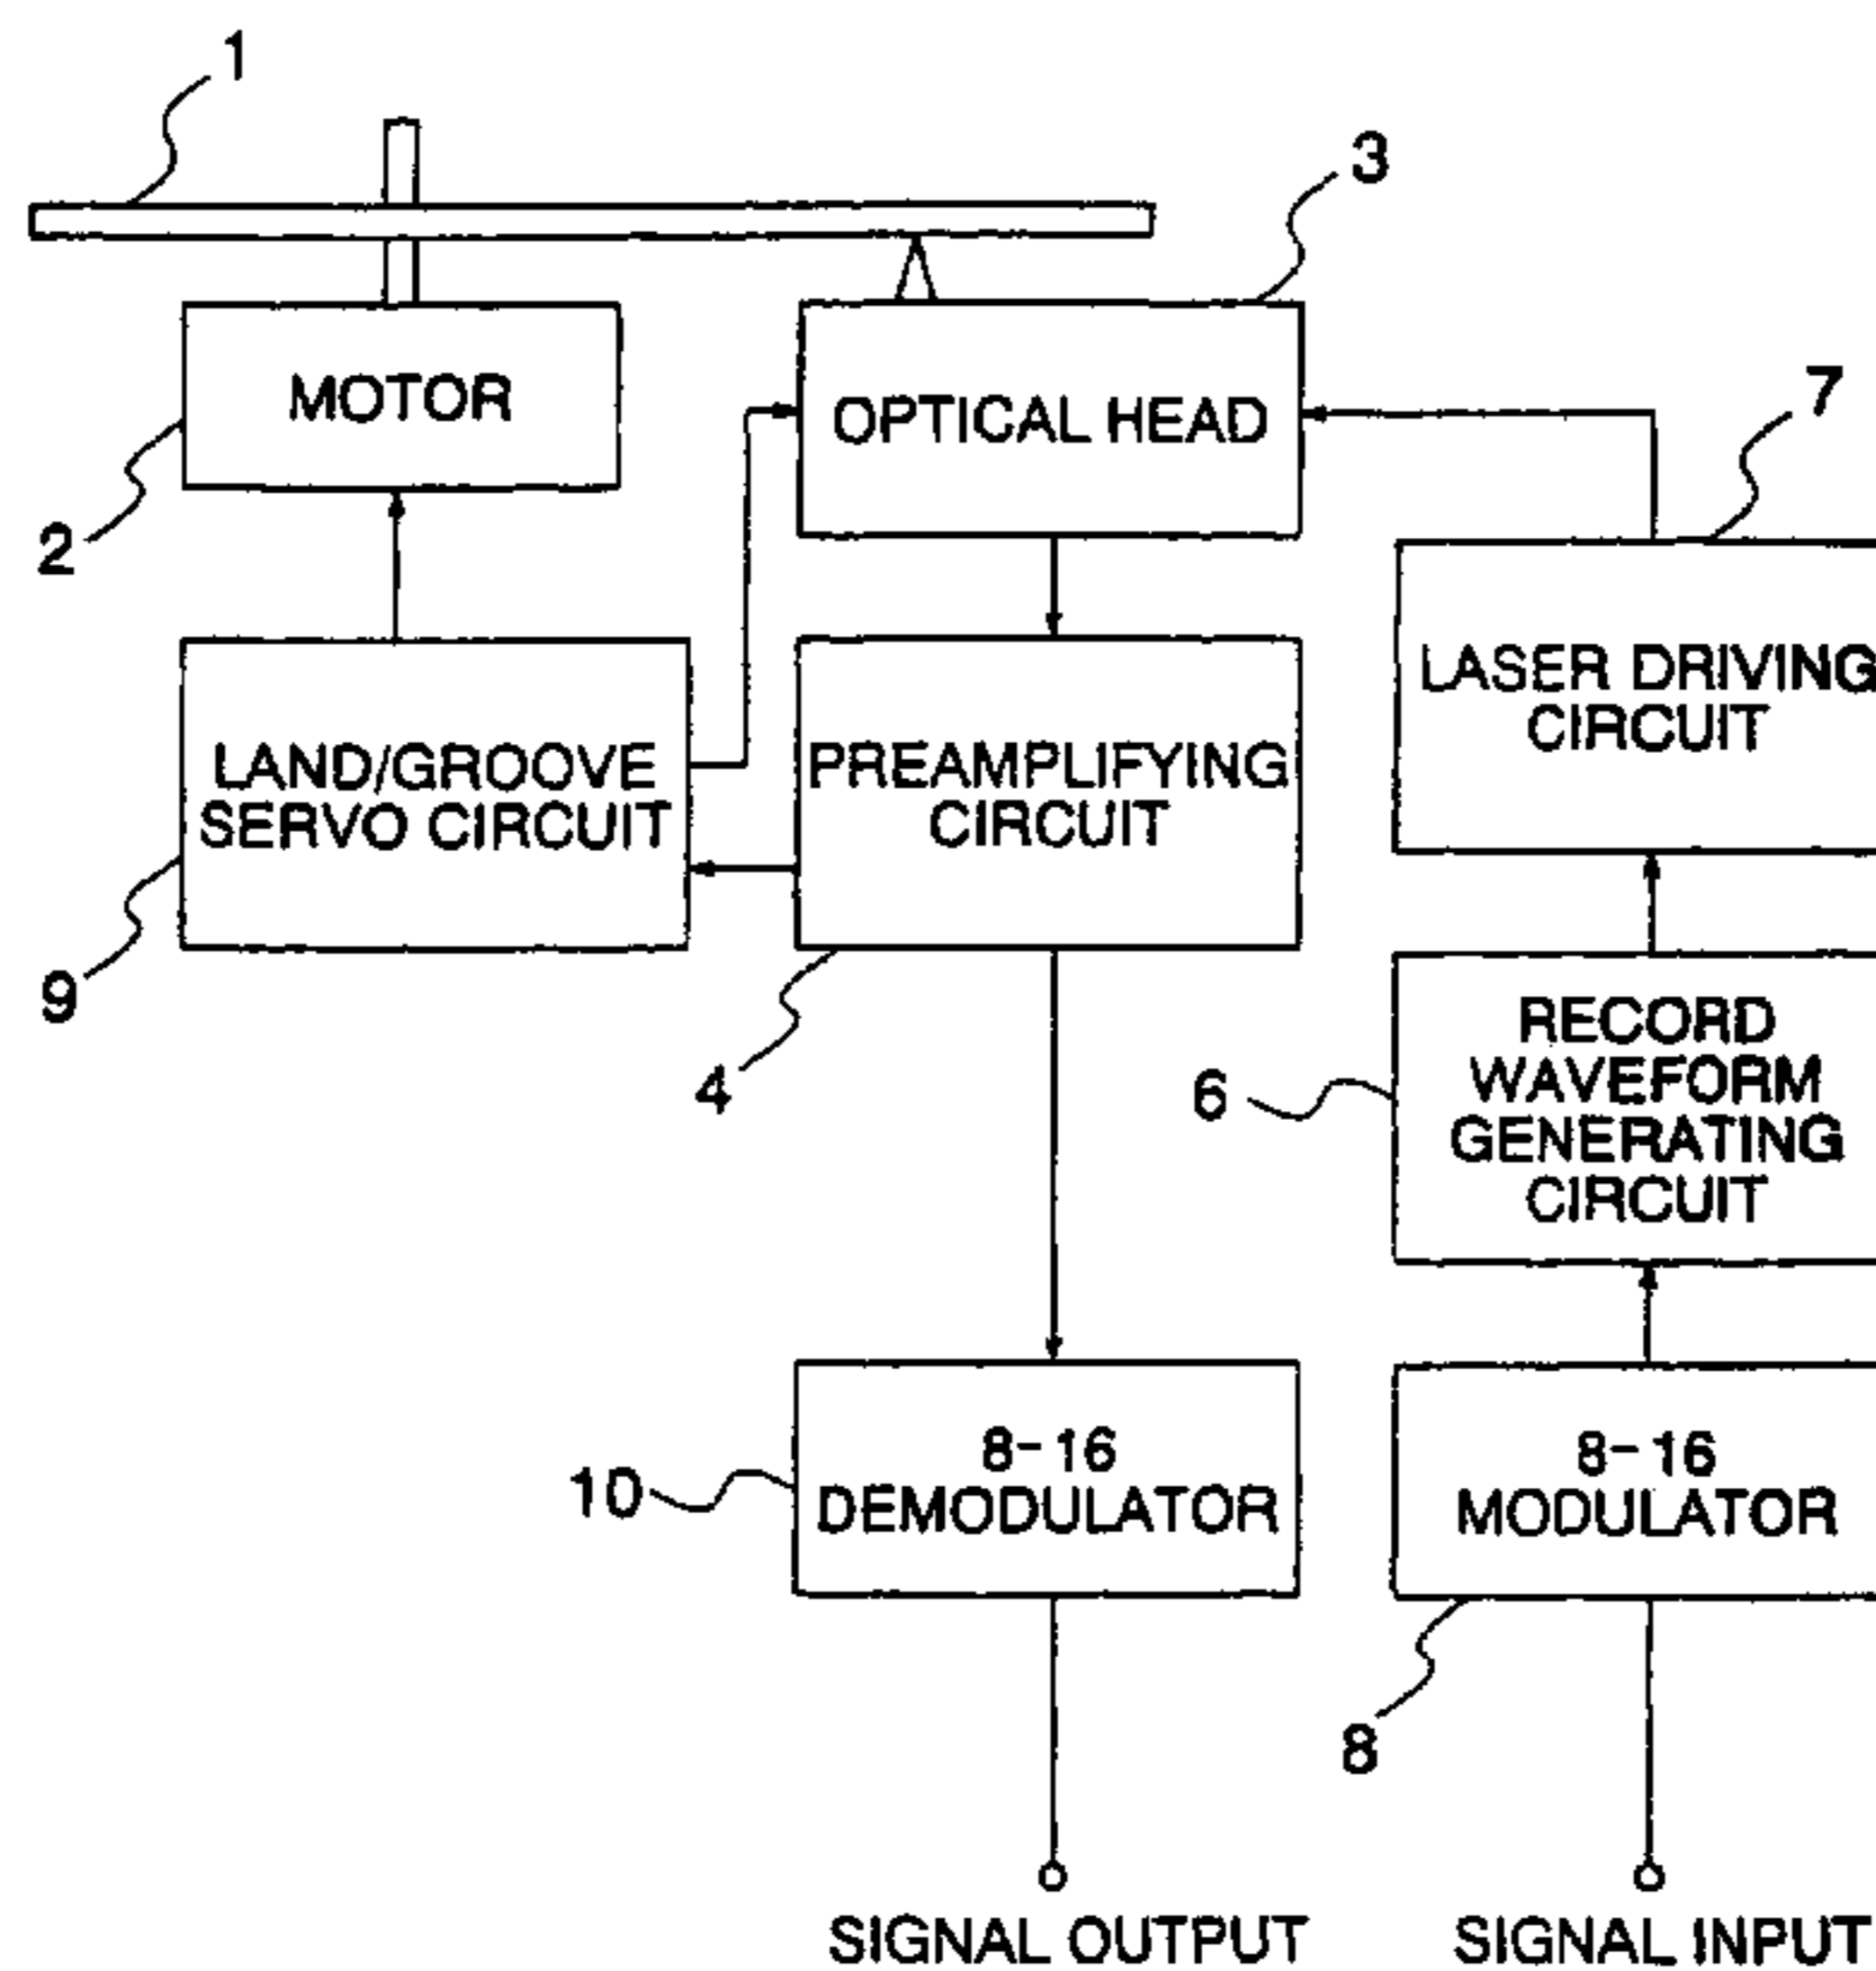 1
3
MOTOR
OPTICAL HEAD
7
2
LASER DRIVING
CIRCUIT
LAND/GROOVE
SERVO CIRCUIT
PREAMPLIFYING
CIRCUIT
9
4
6
RECORD
WAVEFORM
GENERATING
CIRCUIT
10
8-16
DEMODULATOR
8-16
MODULATOR
8
SIGNAL OUTPUT
SIGNAL INPUT